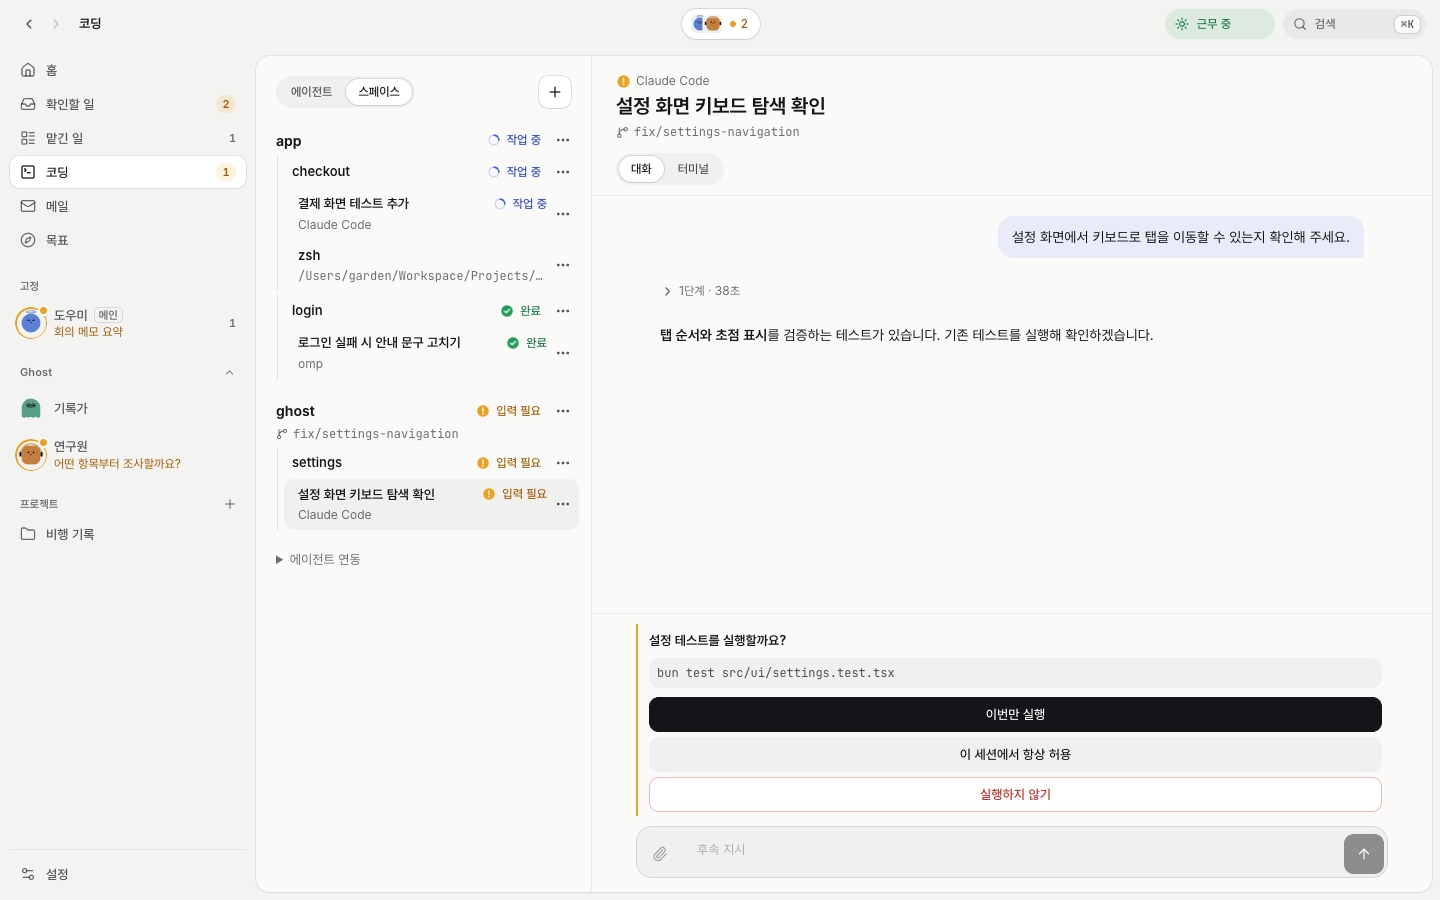 코딩
2
근무 중
검색
⌘K
홈
확인할 일
2
맡긴 일
1
코딩
1
메일
목표
고정
도우미
메인
회의 메모 요약
1
Ghost
기록가
연구원
어떤 항목부터 조사할까요?
프로젝트
비행 기록
설정
에이전트
스페이스
app
작업 중
checkout
작업 중
결제 화면 테스트 추가
작업 중
Claude Code
zsh
/Users/garden/Workspace/Projects/…
login
완료
로그인 실패 시 안내 문구 고치기
완료
omp
ghost
입력 필요
fix/settings-navigation
settings
입력 필요
설정 화면 키보드 탐색 확인
입력 필요
Claude Code
에이전트 연동
Claude Code
설정 화면 키보드 탐색 확인
fix/settings-navigation
대화
터미널
설정 화면에서 키보드로 탭을 이동할 수 있는지 확인해 주세요.
1단계 · 38초
탭 순서와 초점 표시를 검증하는 테스트가 있습니다. 기존 테스트를 실행해 확인하겠습니다.
설정 테스트를 실행할까요?
bun test src/ui/settings.test.tsx
이번만 실행
이 세션에서 항상 허용
실행하지 않기
후속 지시